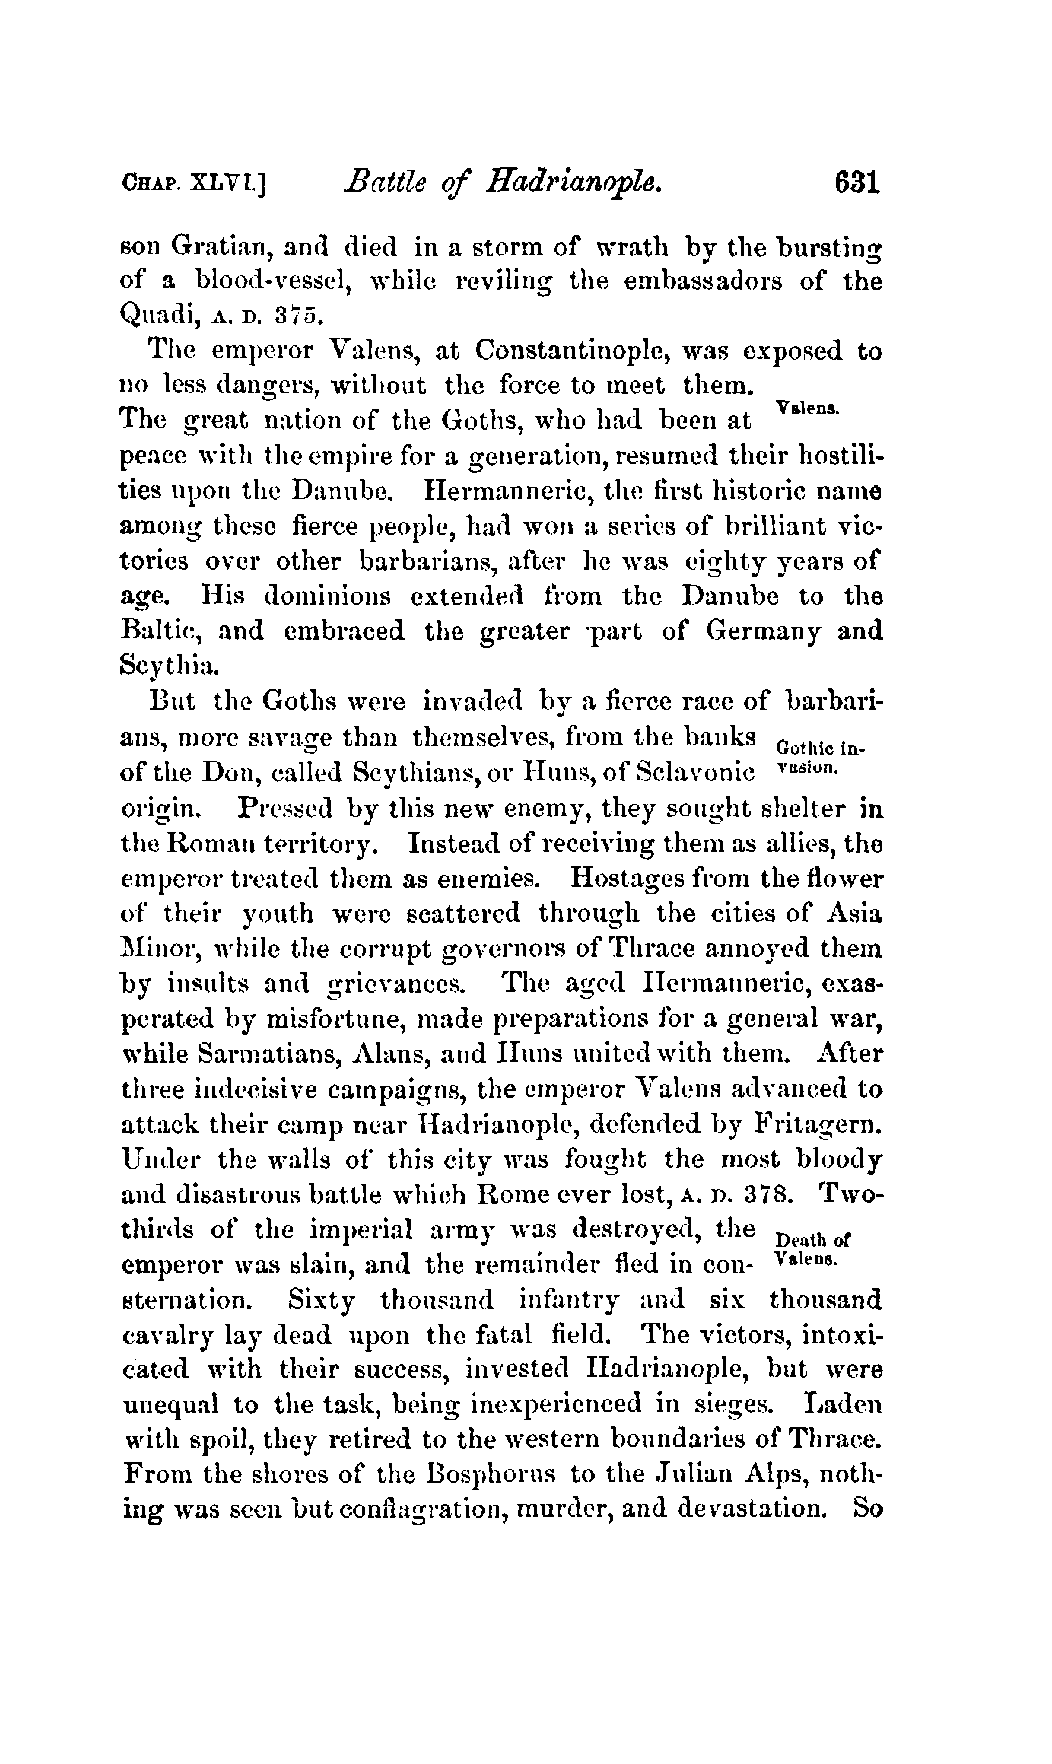 CHAP. XLVI.] Battle of Hadrianople. 631
son Gratian, and died in a storm of wrath by the bursting
of a blood-vessel, while reviling the embassadors of the
Quadi, A. D. 375.
The emperor Valens, at Constantinople, was exposed to
no less dangers, without the force to meet them.
The great nation of the Goths, who had been at Valens.
peace with the empire for a generation, resumed their hostili-
ties upon the Danube. Hermanneric, the first historic name
among these fierce people, had won a series of brilliant vic-
tories over other barbarians, after he was eighty years of
age. His dominions extended from the Danube to the
Baltic, and embraced the greater part of Germany and
Scythia.
But the Goths were invaded by a fierce race of barbari-
ans, more savage than themselves, from the banks Gothic in-
of the Don, called Scythians, or Huns, of Sclavonic vasion.
origin. Pressed by this new enemy, they sought shelter in
the Roman territory. Instead of receiving them as allies, the
emperor treated them as enemies. Hostages from the flower
of their youth were scattered through the cities of Asia
Minor, while the corrupt governors of Thrace annoyed them
by insults and grievances. The aged Hermanneric, exas-
perated by misfortune, made preparations for a general war,
while Sarmatians, Alans, and Huns united with them. After
three indecisive campaigns, the emperor Valens advanced to
attack their camp near Hadrianople, defended by Fritagern.
Under the walls of this city was fought the most bloody
and disastrous battle which Rome ever lost, A. D. 378. Two-
thirds of the imperial army was destroyed, the Death of
emperor was slain, and the remainder fled in con- Valens.
sternation. Sixty thousand infantry and six thousand
cavalry lay dead upon the fatal field. The victors, intoxi-
cated with their success, invested Hadrianople, but were
unequal to the task, being inexperienced in sieges. Laden
with spoil, they retired to the western boundaries of Thrace.
From the shores of the Bosphorus to the Julian Alps, noth-
ing was seen but conflagration, murder, and devastation. So